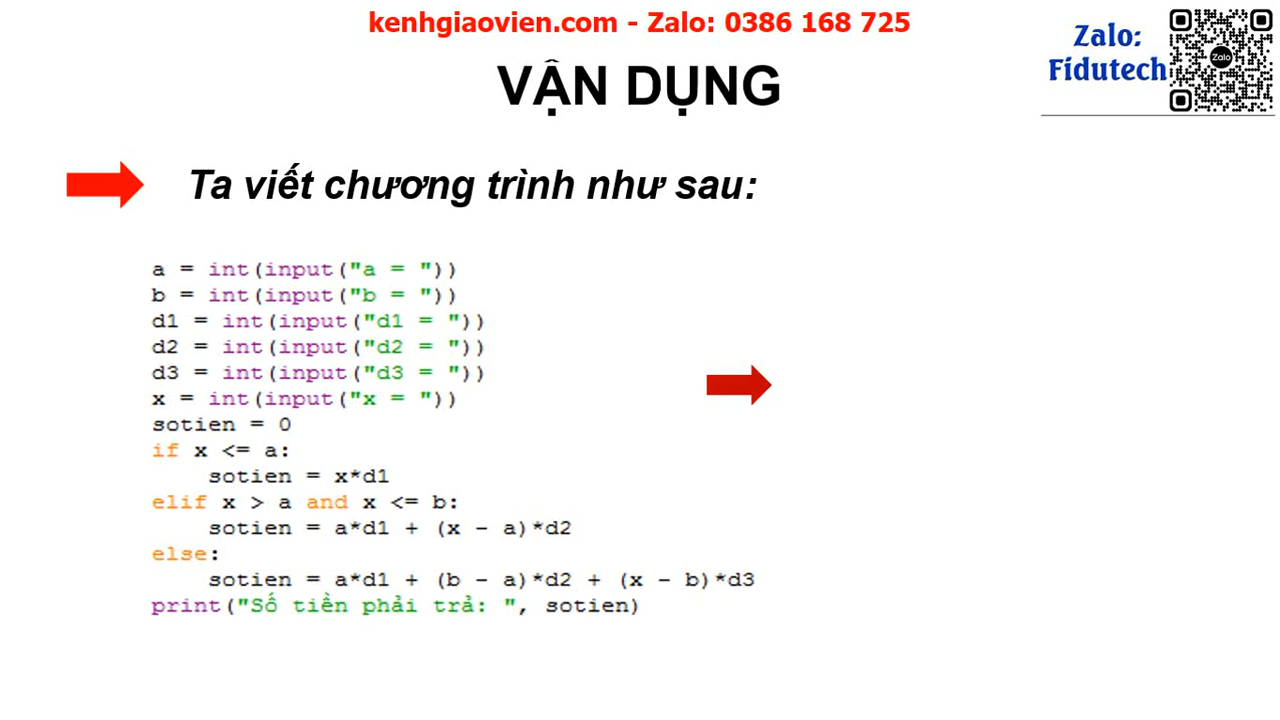 kenhgiaovien.com - Zalo: 0386 168 725
Zalo:
Fidutech
Zalo
VẬN DỤNG
Ta viết chương trình như sau:
a = int(input("a = "))
b = int(input("b = "))
d1 = int(input("d1 = "))
d2 = int(input("d2 = "))
d3 = int(input("d3 = "))
x = int(input("x = "))
sotien = 0
if x <= a:
    sotien = x*d1
elif x > a and x <= b:
    sotien = a*d1 + (x - a)*d2
else:
    sotien = a*d1 + (b - a)*d2 + (x - b)*d3
print("Số tiền phải trả: ", sotien)